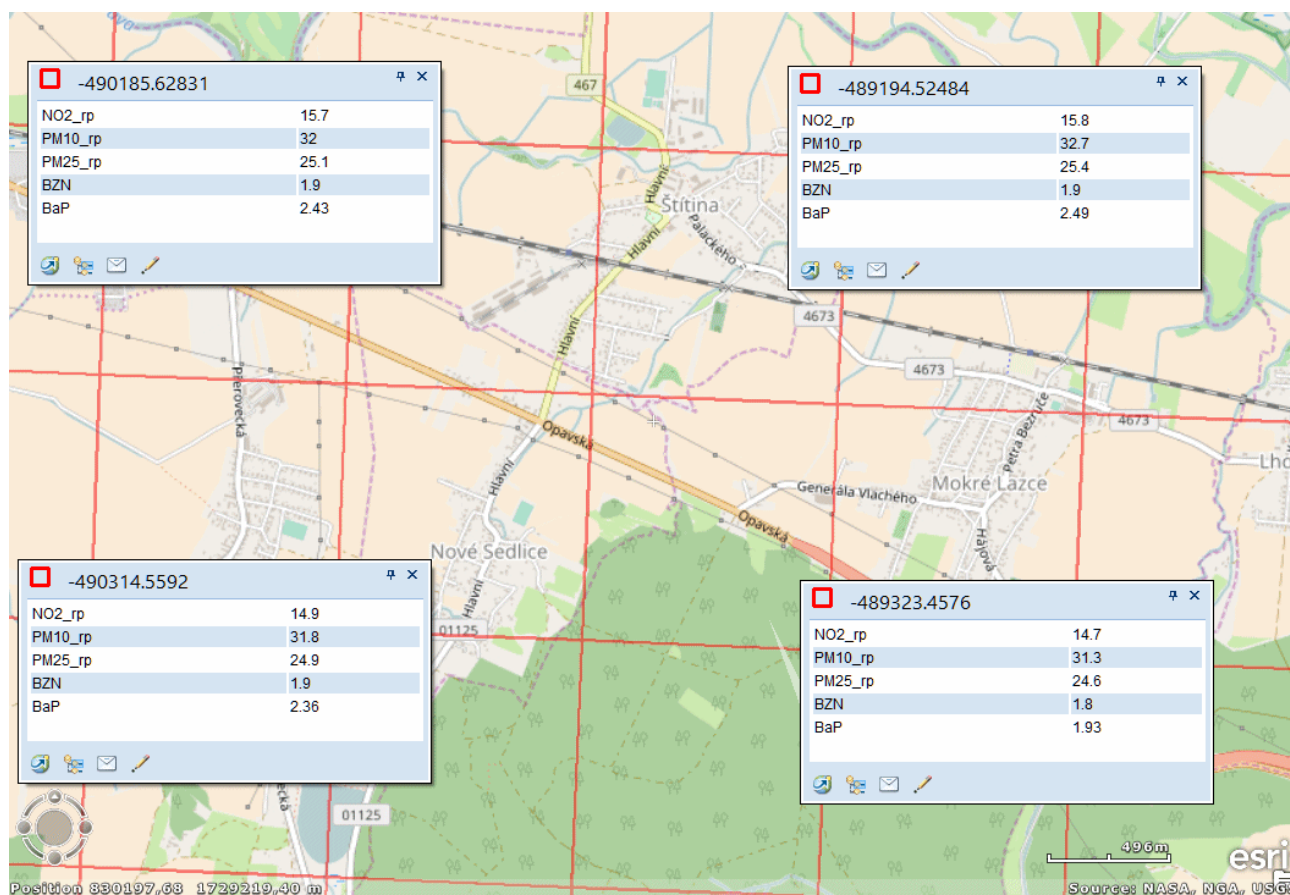 -490185.62831
NO2_rp 15.7
PM10_rp 32
PM25_rp 25.1
BZN 1.9
BaP 2.43
-489194.52484
NO2_rp 15.8
PM10_rp 32.7
PM25_rp 25.4
BZN 1.9
BaP 2.49
467
Hlavní
Štítina
Hlavní
Palackého
Hlavní
4673
4673
4673
Přerovecká
Opavská
Hlavní
Petra Bezruče
Generála Vlachého
Mokré Lazce
Opavská
Hájová
Nové Sedlice
Hlavní
01125
-490314.5592
NO2_rp 14.9
PM10_rp 31.8
PM25_rp 24.9
BZN 1.9
BaP 2.36
-489323.4576
NO2_rp 14.7
PM10_rp 31.3
PM25_rp 24.6
BZN 1.8
BaP 1.93
ecká
01125
496m
esri
Position 830197,68 1729219,40 m
Sources: NASA, NGA, USGS